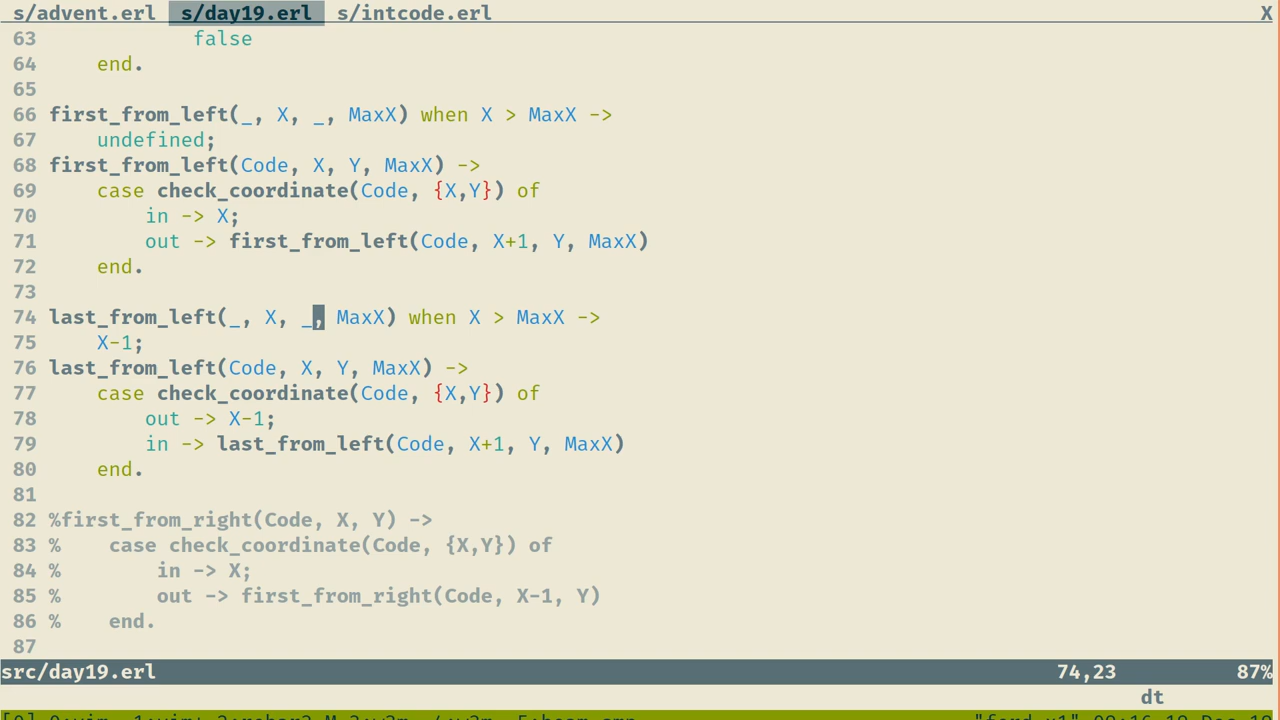 s/advent.erl s/day19.erl s/intcode.erl X
63 false
64 end.
65
66 first_from_left(_, X, _, MaxX) when X > MaxX ->
67 undefined;
68 first_from_left(Code, X, Y, MaxX) ->
69 case check_coordinate(Code, {X,Y}) of
70 in -> X;
71 out -> first_from_left(Code, X+1, Y, MaxX)
72 end.
73
74 last_from_left(_, X, _, MaxX) when X > MaxX ->
75 X-1;
76 last_from_left(Code, X, Y, MaxX) ->
77 case check_coordinate(Code, {X,Y}) of
78 out -> X-1;
79 in -> last_from_left(Code, X+1, Y, MaxX)
80 end.
81
82 %first_from_right(Code, X, Y) ->
83 % case check_coordinate(Code, {X,Y}) of
84 % in -> X;
85 % out -> first_from_right(Code, X-1, Y)
86 % end.
87
src/day19.erl 74,23 87%
dt